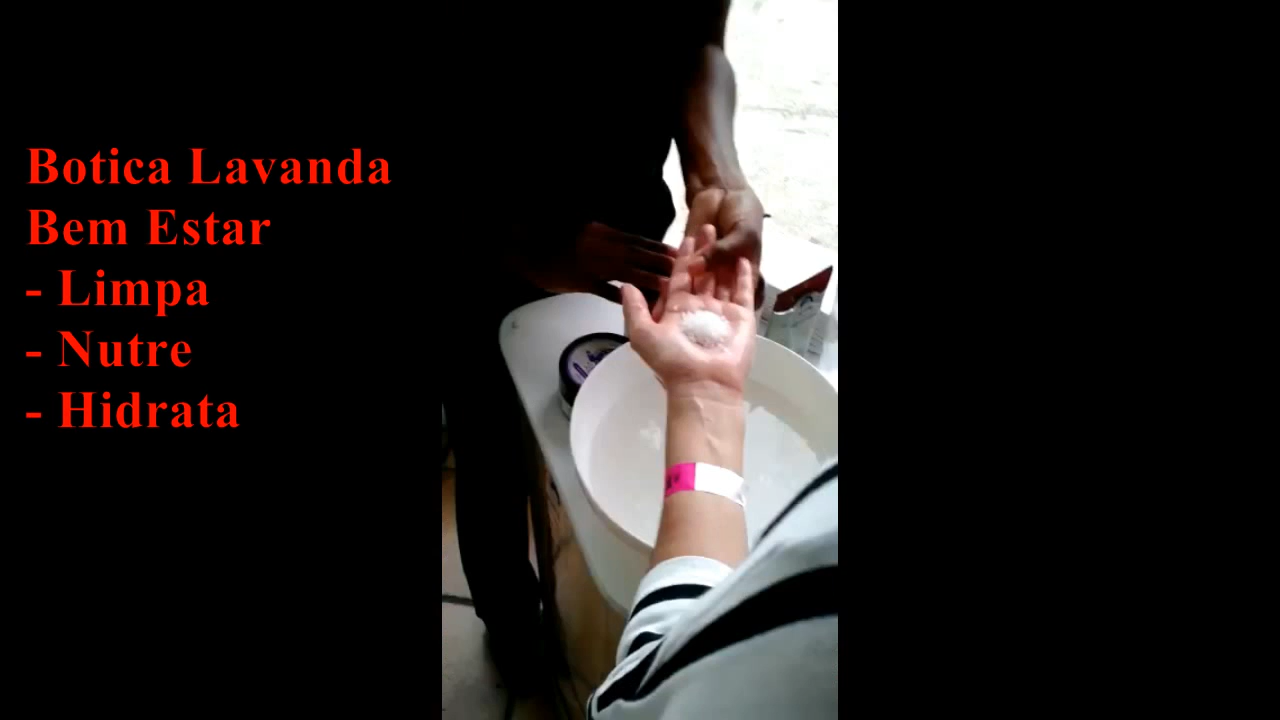 Botica Lavanda
Bem Estar
- Limpa
- Nutre
- Hidrata